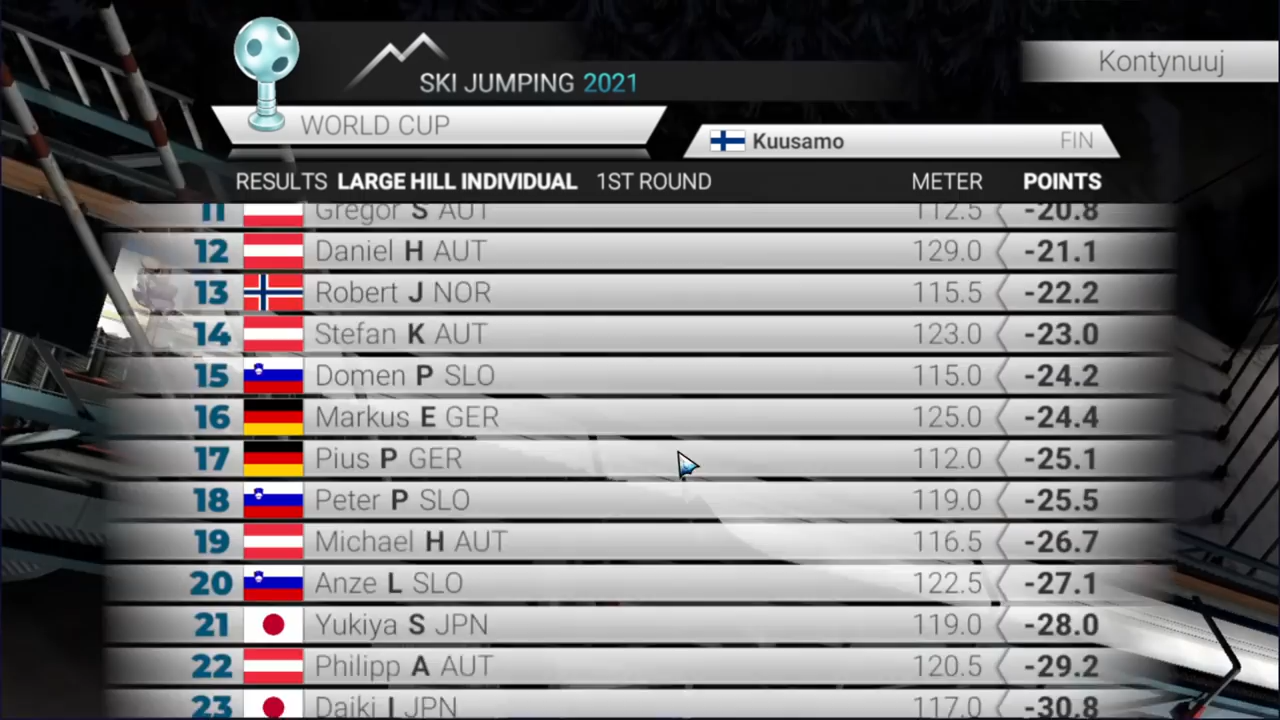 SKI JUMPING 2021
Kontynuuj
WORLD CUP
Kuusamo FIN
RESULTS LARGE HILL INDIVIDUAL 1ST ROUND METER POINTS
11 Gregor S AUT 112.5 -20.8
12 Daniel H AUT 129.0 -21.1
13 Robert J NOR 115.5 -22.2
14 Stefan K AUT 123.0 -23.0
15 Domen P SLO 115.0 -24.2
16 Markus E GER 125.0 -24.4
17 Pius P GER 112.0 -25.1
18 Peter P SLO 119.0 -25.5
19 Michael H AUT 116.5 -26.7
20 Anze L SLO 122.5 -27.1
21 Yukiya S JPN 119.0 -28.0
22 Philipp A AUT 120.5 -29.2
23 Daiki I JPN 117.0 -30.8